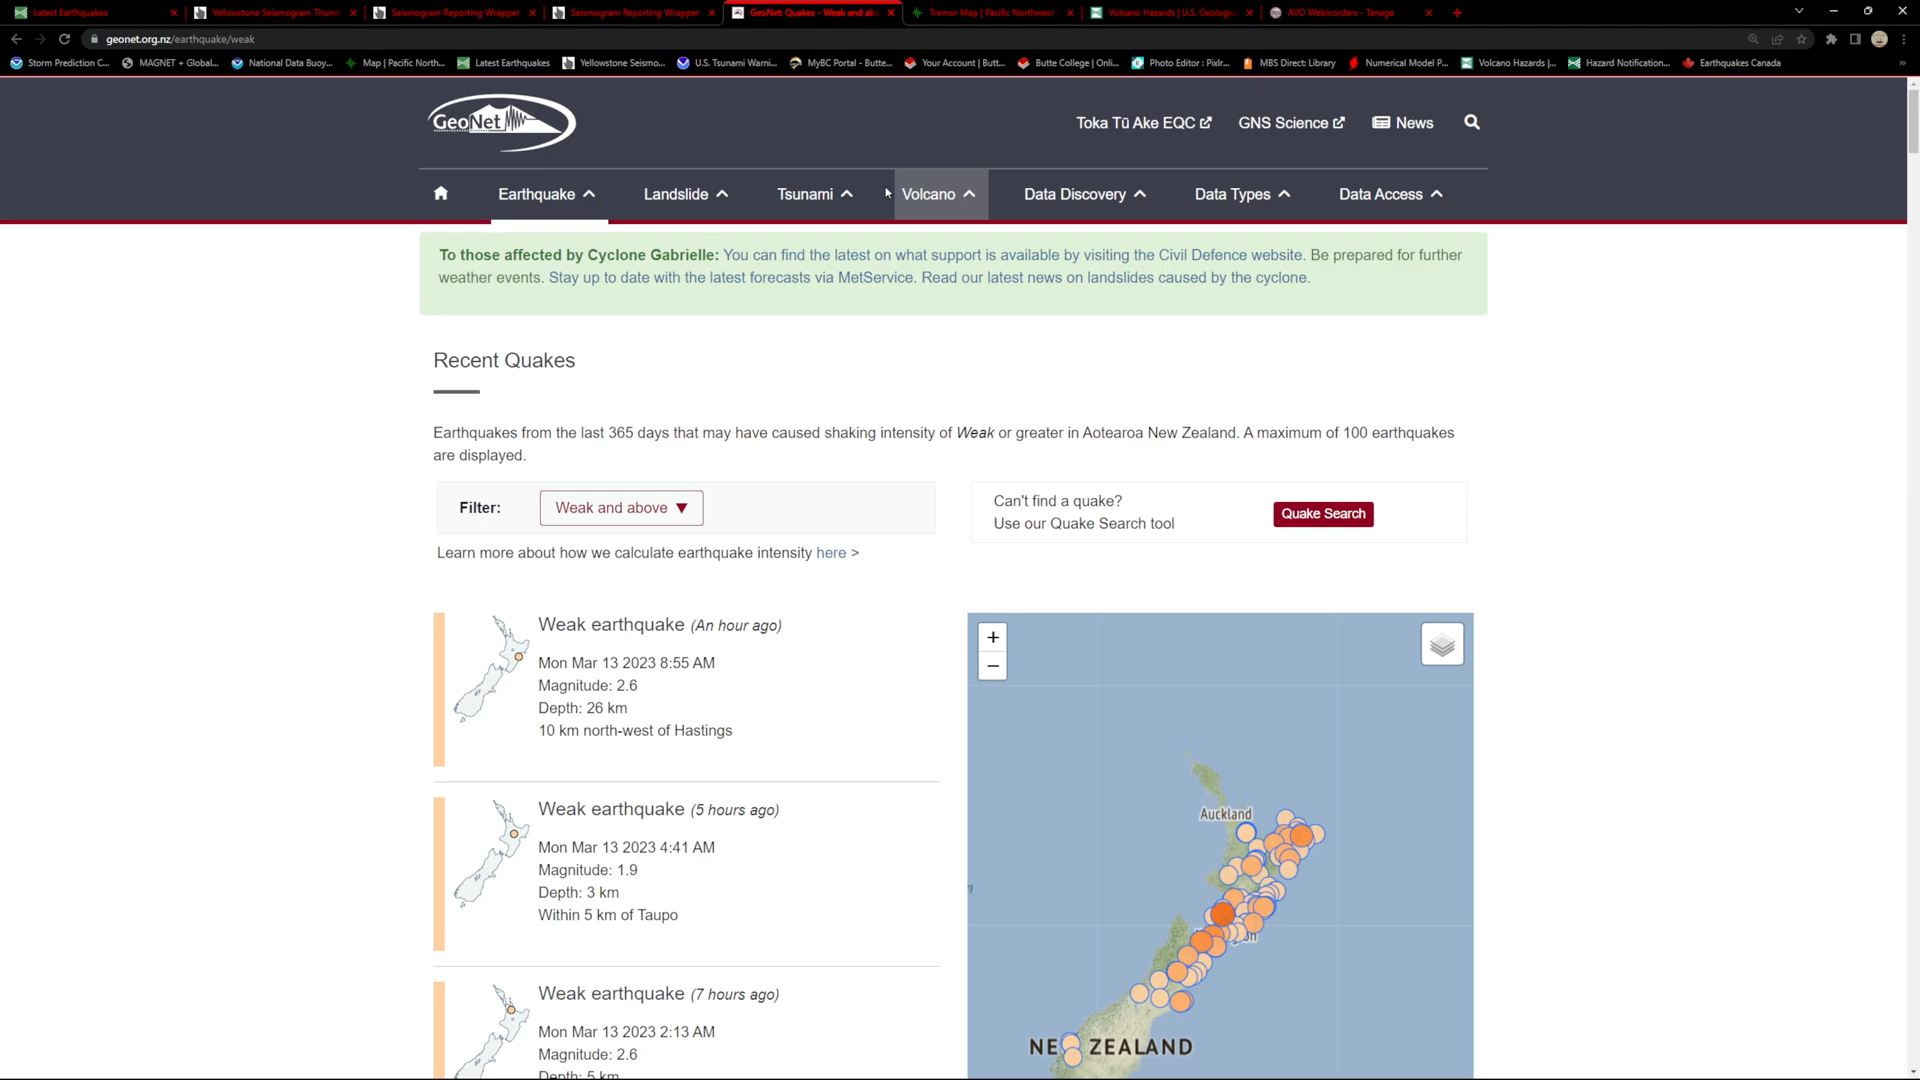 Latest Earthquakes
Yellowstone Seismogram Thum
Seismogram Reporting Wrapper
Seismogram Reporting Wrapper
GeoNet: Quakes - Weak and ab
Tremor Map | Pacific Northwest
Volcano Hazards | U.S. Geologic
AVO Webicorders - Tanaga
geonet.org.nz/earthquake/weak
Storm Prediction C...
MAGNET + Global...
National Data Buoy...
Map | Pacific North...
Latest Earthquakes
Yellowstone Seismo...
U.S. Tsunami Warni...
MyBC Portal - Butte...
Your Account | Butt...
Butte College | Onli...
Photo Editor : Pixlr...
MBS Direct Library
Numerical Model P...
Volcano Hazards |...
Hazard Notification...
Earthquakes Canada
GeoNet
Toka Tū Ake EQC
GNS Science
News
Earthquake
Landslide
Tsunami
Volcano
Data Discovery
Data Types
Data Access
To those affected by Cyclone Gabrielle: You can find the latest on what support is available by visiting the Civil Defence website. Be prepared for further
weather events. Stay up to date with the latest forecasts via MetService. Read our latest news on landslides caused by the cyclone.
Recent Quakes
Earthquakes from the last 365 days that may have caused shaking intensity of Weak or greater in Aotearoa New Zealand. A maximum of 100 earthquakes
are displayed.
Filter:
Weak and above ▼
Can't find a quake?
Use our Quake Search tool
Quake Search
Learn more about how we calculate earthquake intensity here >
Weak earthquake (An hour ago)
Mon Mar 13 2023 8:55 AM
Magnitude: 2.6
Depth: 26 km
10 km north-west of Hastings
Weak earthquake (5 hours ago)
Mon Mar 13 2023 4:41 AM
Magnitude: 1.9
Depth: 3 km
Within 5 km of Taupo
Weak earthquake (7 hours ago)
Mon Mar 13 2023 2:13 AM
Magnitude: 2.6
Depth: 5 km
+
−
Auckland
NE ZEALAND